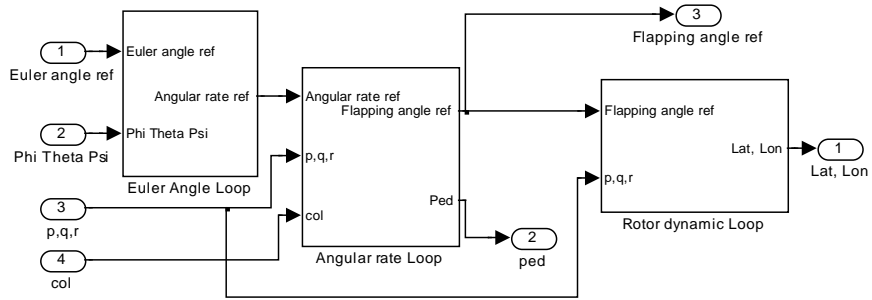 3
Flapping angle ref
1
Euler angle ref
Euler angle ref
Angular rate ref
Angular rate ref
Flapping angle ref
Flapping angle ref
2
Phi Theta Psi
Phi Theta Psi
Euler Angle Loop
p,q,r
Lat, Lon
1
Lat, Lon
p,q,r
3
p,q,r
col
Ped
Rotor dynamic Loop
2
ped
4
col
Angular rate Loop